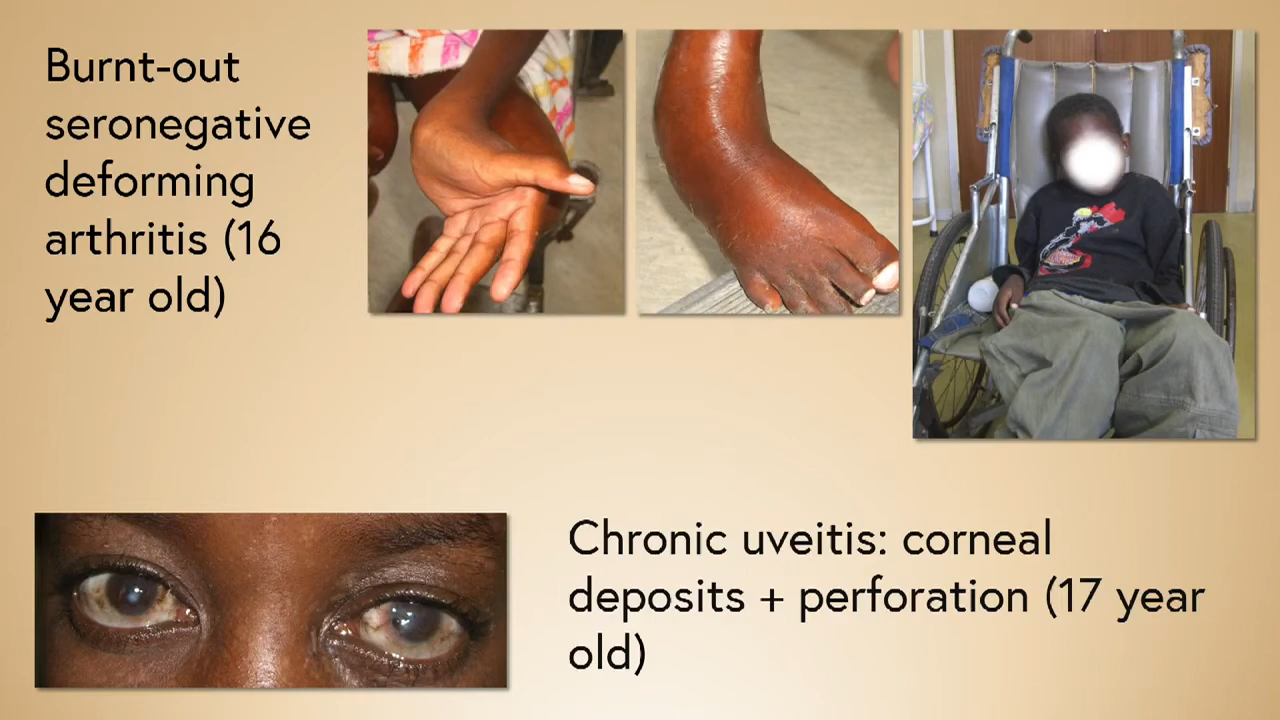 Burnt-out
seronegative
deforming
arthritis (16
year old)
Chronic uveitis: corneal
deposits + perforation (17 year
old)